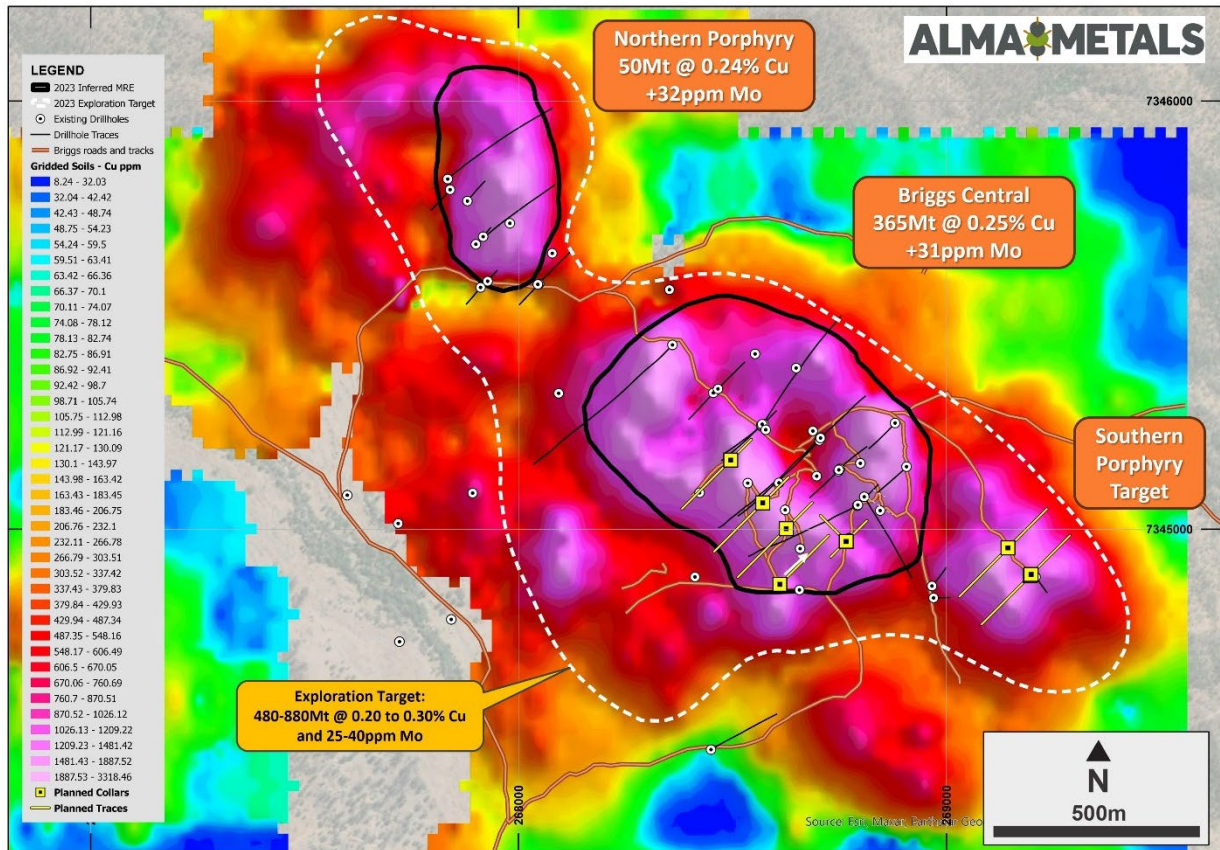 ALMA METALS
Northern Porphyry
50Mt @ 0.24% Cu
+32ppm Mo
7346000
LEGEND
2023 Inferred MRE
2023 Exploration Target
Existing Drillholes
Drillhole Traces
Briggs roads and tracks
Gridded Soils - Cu ppm
8.24 - 32.03
32.04 - 42.42
42.43 - 48.74
48.75 - 54.23
54.24 - 59.5
59.51 - 63.41
63.42 - 66.36
66.37 - 70.1
70.11 - 74.07
74.08 - 78.12
78.13 - 82.74
82.75 - 86.91
86.92 - 92.41
92.42 - 98.7
98.71 - 105.74
105.75 - 112.98
112.99 - 121.16
121.17 - 130.09
130.1 - 143.97
143.98 - 163.42
163.43 - 183.45
183.46 - 206.75
206.76 - 232.1
232.11 - 266.78
266.79 - 303.51
303.52 - 337.42
337.43 - 379.83
379.84 - 429.93
429.94 - 487.34
487.35 - 548.16
548.17 - 606.49
606.5 - 670.05
670.06 - 760.69
760.7 - 870.51
870.52 - 1026.12
1026.13 - 1209.22
1209.23 - 1481.42
1481.43 - 1887.52
1887.53 - 3318.46
Planned Collars
Planned Traces
Briggs Central
365Mt @ 0.25% Cu
+31ppm Mo
Southern
Porphyry
Target
7345000
Exploration Target:
480-880Mt @ 0.20 to 0.30% Cu
and 25-40ppm Mo
268000
269000
N
500m
Source: Esri, Maxar, Earthstar Geo